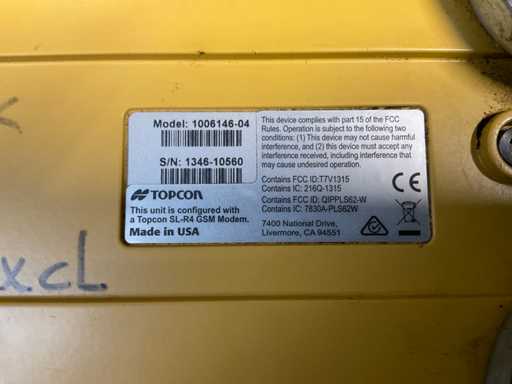 Model: 1006146-04
S/N: 1346-10560
TOPCON
This unit is configured with
a Topcon SL-R4 GSM Modem.
Made in USA
This device complies with part 15 of the FCC
Rules. Operation is subject to the following two
conditions: (1) This device may not cause harmful
interference, and (2) this device must accept
any interference received, including interference
that may cause undesired operation.
Contains FCC ID:T7V1315
Contains IC: 216Q-1315
Contains FCC ID: QIPPLS62-W
Contains IC: 7830A-PLS62W
7400 National Drive,
Livermore, CA 94551
CE
xcL